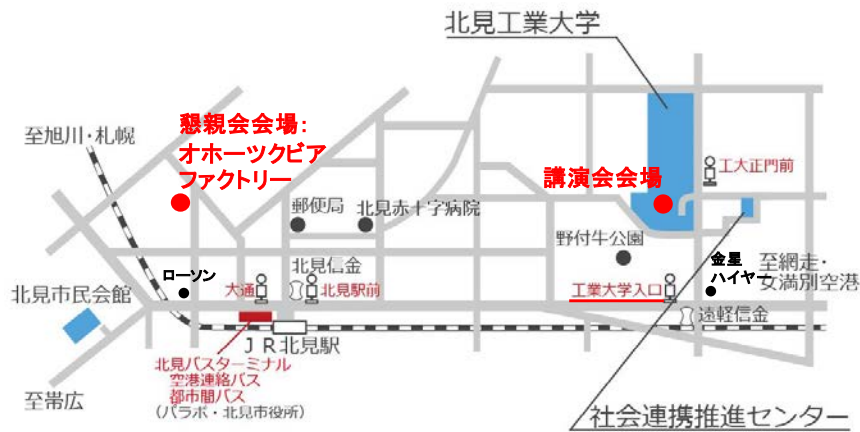 北見工業大学
至旭川・札幌
懇親会会場:
オホーツクビア
ファクトリー
講演会会場
工大正門前
郵便局
北見赤十字病院
野付牛公園
金星
ハイヤー
至網走・
女満別空港
ローソン
大通
北見信金
北見駅前
工業大学入口
遠軽信金
北見市民会館
JR北見駅
北見バスターミナル
空港連絡バス
都市間バス
(パラボ・北見市役所)
至帯広
社会連携推進センター